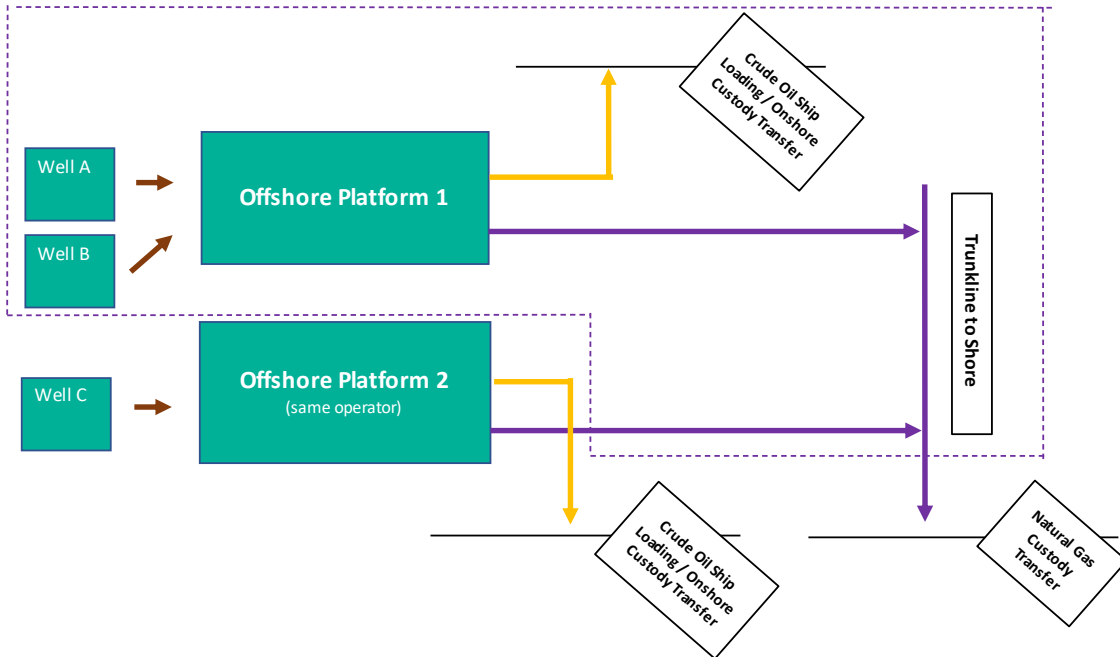 Crude Oil Ship
Loading / Onshore
Custody Transfer
Well A
Offshore Platform 1
Well B
Trunkline to Shore
Offshore Platform 2
(same operator)
Well C
Crude Oil Ship
Loading / Onshore
Custody Transfer
Natural Gas
Custody
Transfer